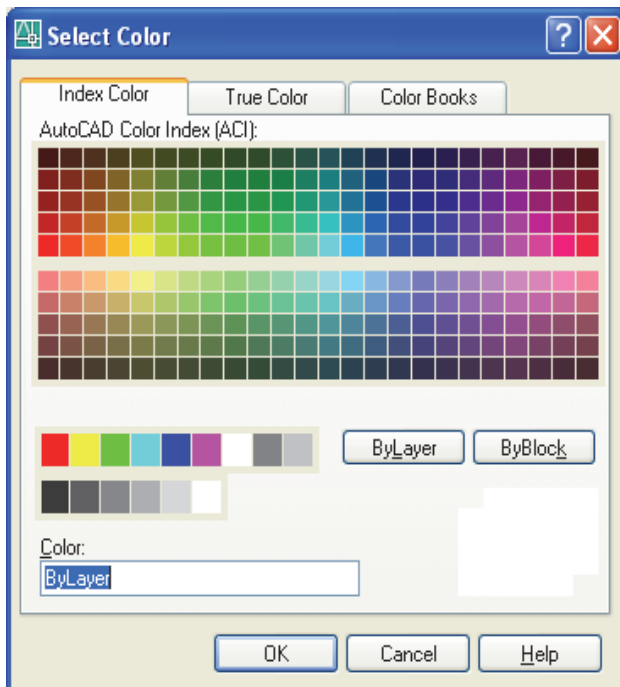 Select Color
Index Color True Color Color Books
AutoCAD Color Index (ACI):
ByLayer ByBlock
Color:
ByLayer
OK Cancel Help